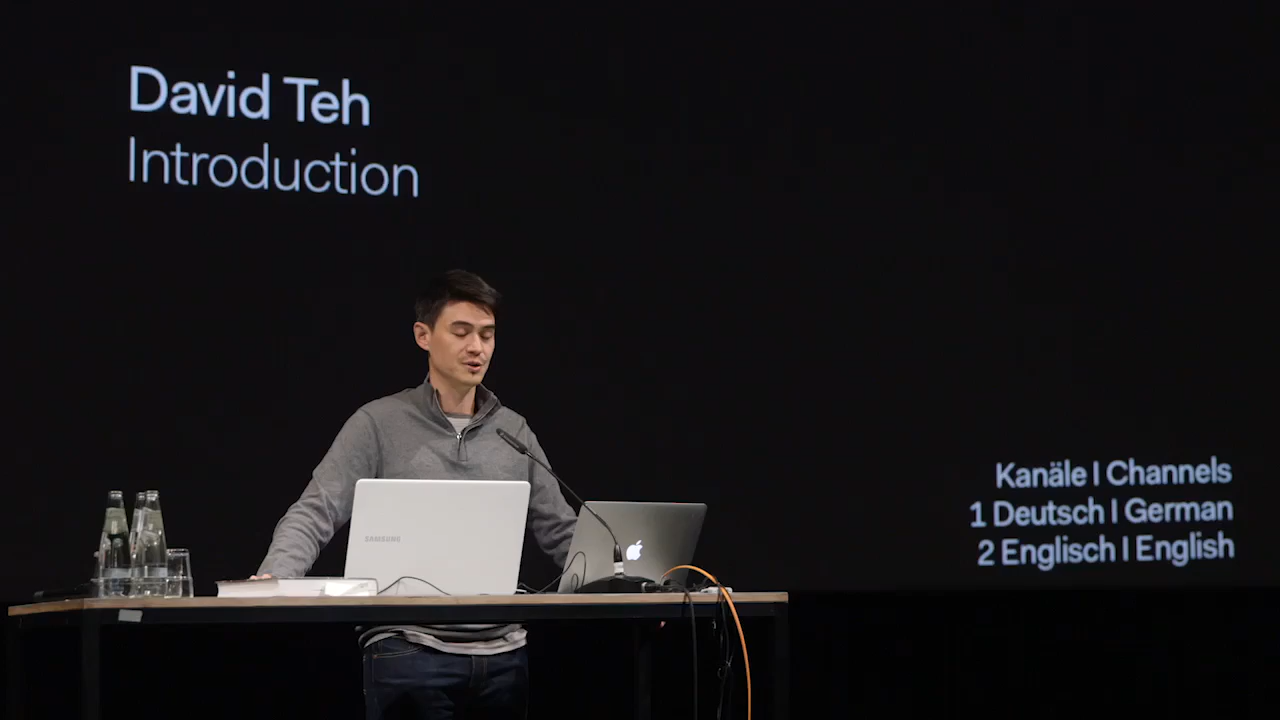 David Teh
Introduction
Kanäle | Channels
1 Deutsch | German
2 Englisch | English
SAMSUNG